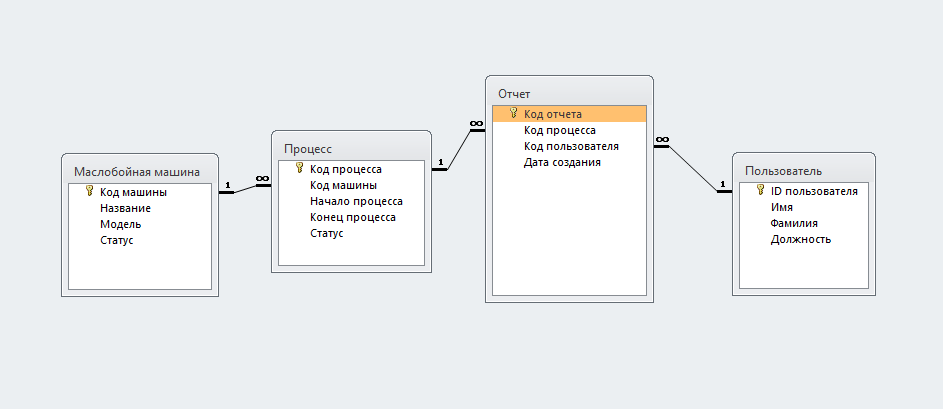 Маслобойная машина
Код машины
Название
Модель
Статус
1
∞
Процесс
Код процесса
Код машины
Начало процесса
Конец процесса
Статус
1
∞
Отчет
Код отчета
Код процесса
Код пользователя
Дата создания
∞
1
Пользователь
ID пользователя
Имя
Фамилия
Должность